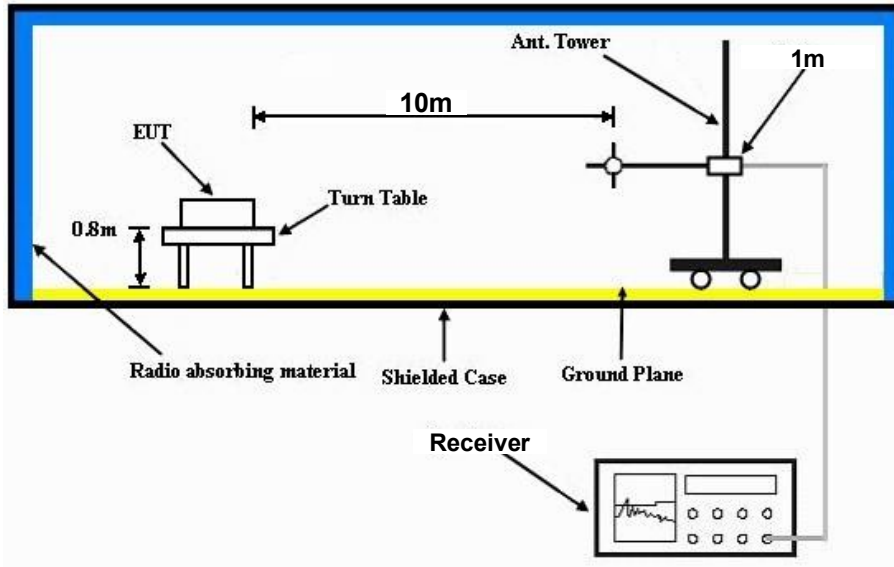 Ant. Tower
1m
10m
EUT
Turn Table
0.8m
Radio absorbing material
Shielded Case
Ground Plane
Receiver